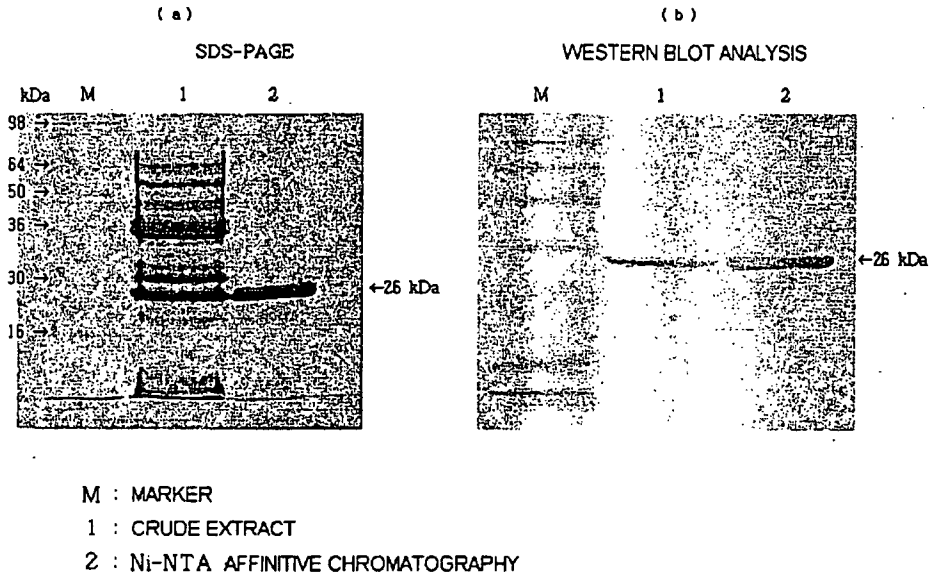 (a)
SDS-PAGE
kDa M 1 2
98 →
64 →
50 →
36 →
30 →
16 →
←26 kDa
(b)
WESTERN BLOT ANALYSIS
M 1 2
←26 kDa
M : MARKER
1 : CRUDE EXTRACT
2 : Ni-NTA AFFINITIVE CHROMATOGRAPHY